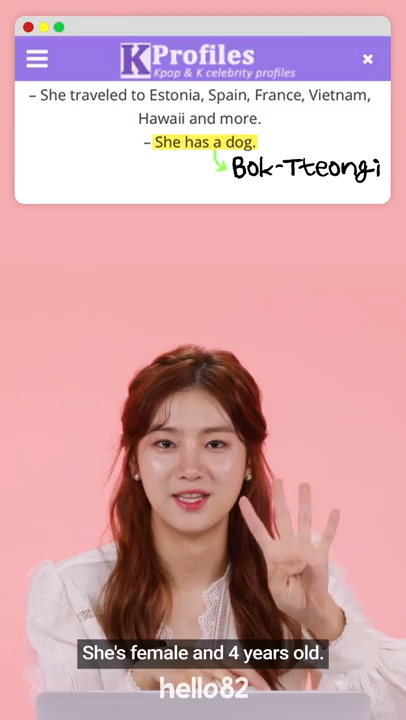 KProfiles
Kpop & K celebrity profiles
– She traveled to Estonia, Spain, France, Vietnam,
Hawaii and more.
– She has a dog.
Bok-Tteongi
She's female and 4 years old.
hello82